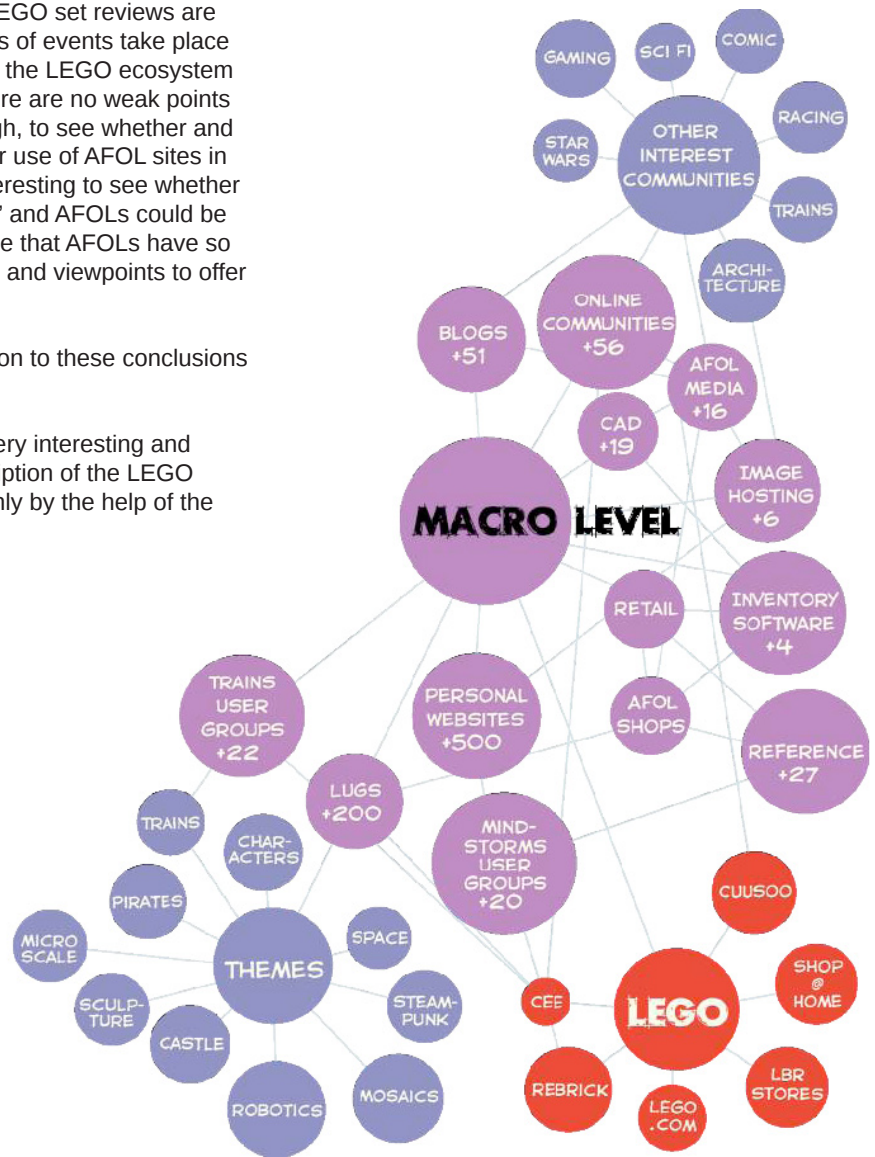 EGO set reviews are
s of events take place
the LEGO ecosystem
re are no weak points
gh, to see whether and
r use of AFOL sites in
eresting to see whether
’ and AFOLs could be
e that AFOLs have so
and viewpoints to offer
on to these conclusions
ery interesting and
ption of the LEGO
nly by the help of the
GAMING
SCI FI
COMIC
STAR
WARS
OTHER
INTEREST
COMMUNITIES
RACING
TRAINS
ARCHI-
TECTURE
BLOGS
+51
ONLINE
COMMUNITIES
+56
AFOL
MEDIA
+16
CAD
+19
IMAGE
HOSTING
+6
MACRO LEVEL
RETAIL
INVENTORY
SOFTWARE
+4
TRAINS
USER
GROUPS
+22
PERSONAL
WEBSITES
+500
AFOL
SHOPS
REFERENCE
+27
LUGS
+200
MIND-
STORMS
USER
GROUPS
+20
TRAINS
CHAR-
ACTERS
PIRATES
MICRO
SCALE
THEMES
SPACE
SCULP-
TURE
STEAM-
PUNK
CASTLE
ROBOTICS
MOSAICS
CUUSOO
CEE
LEGO
SHOP
@
HOME
REBRICK
LEGO
.COM
LBR
STORES